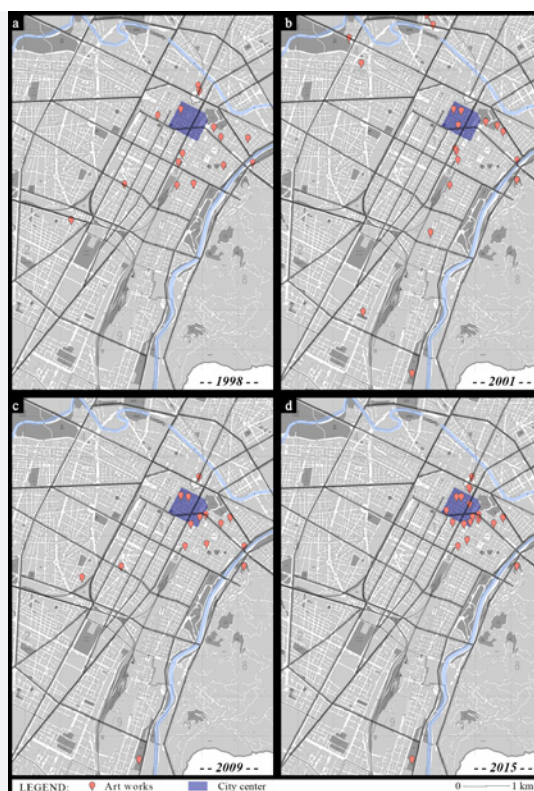 a
-- 1998 --
b
-- 2001 --
c
-- 2009 --
d
-- 2015 --
LEGEND: Art works City center 0 1 km